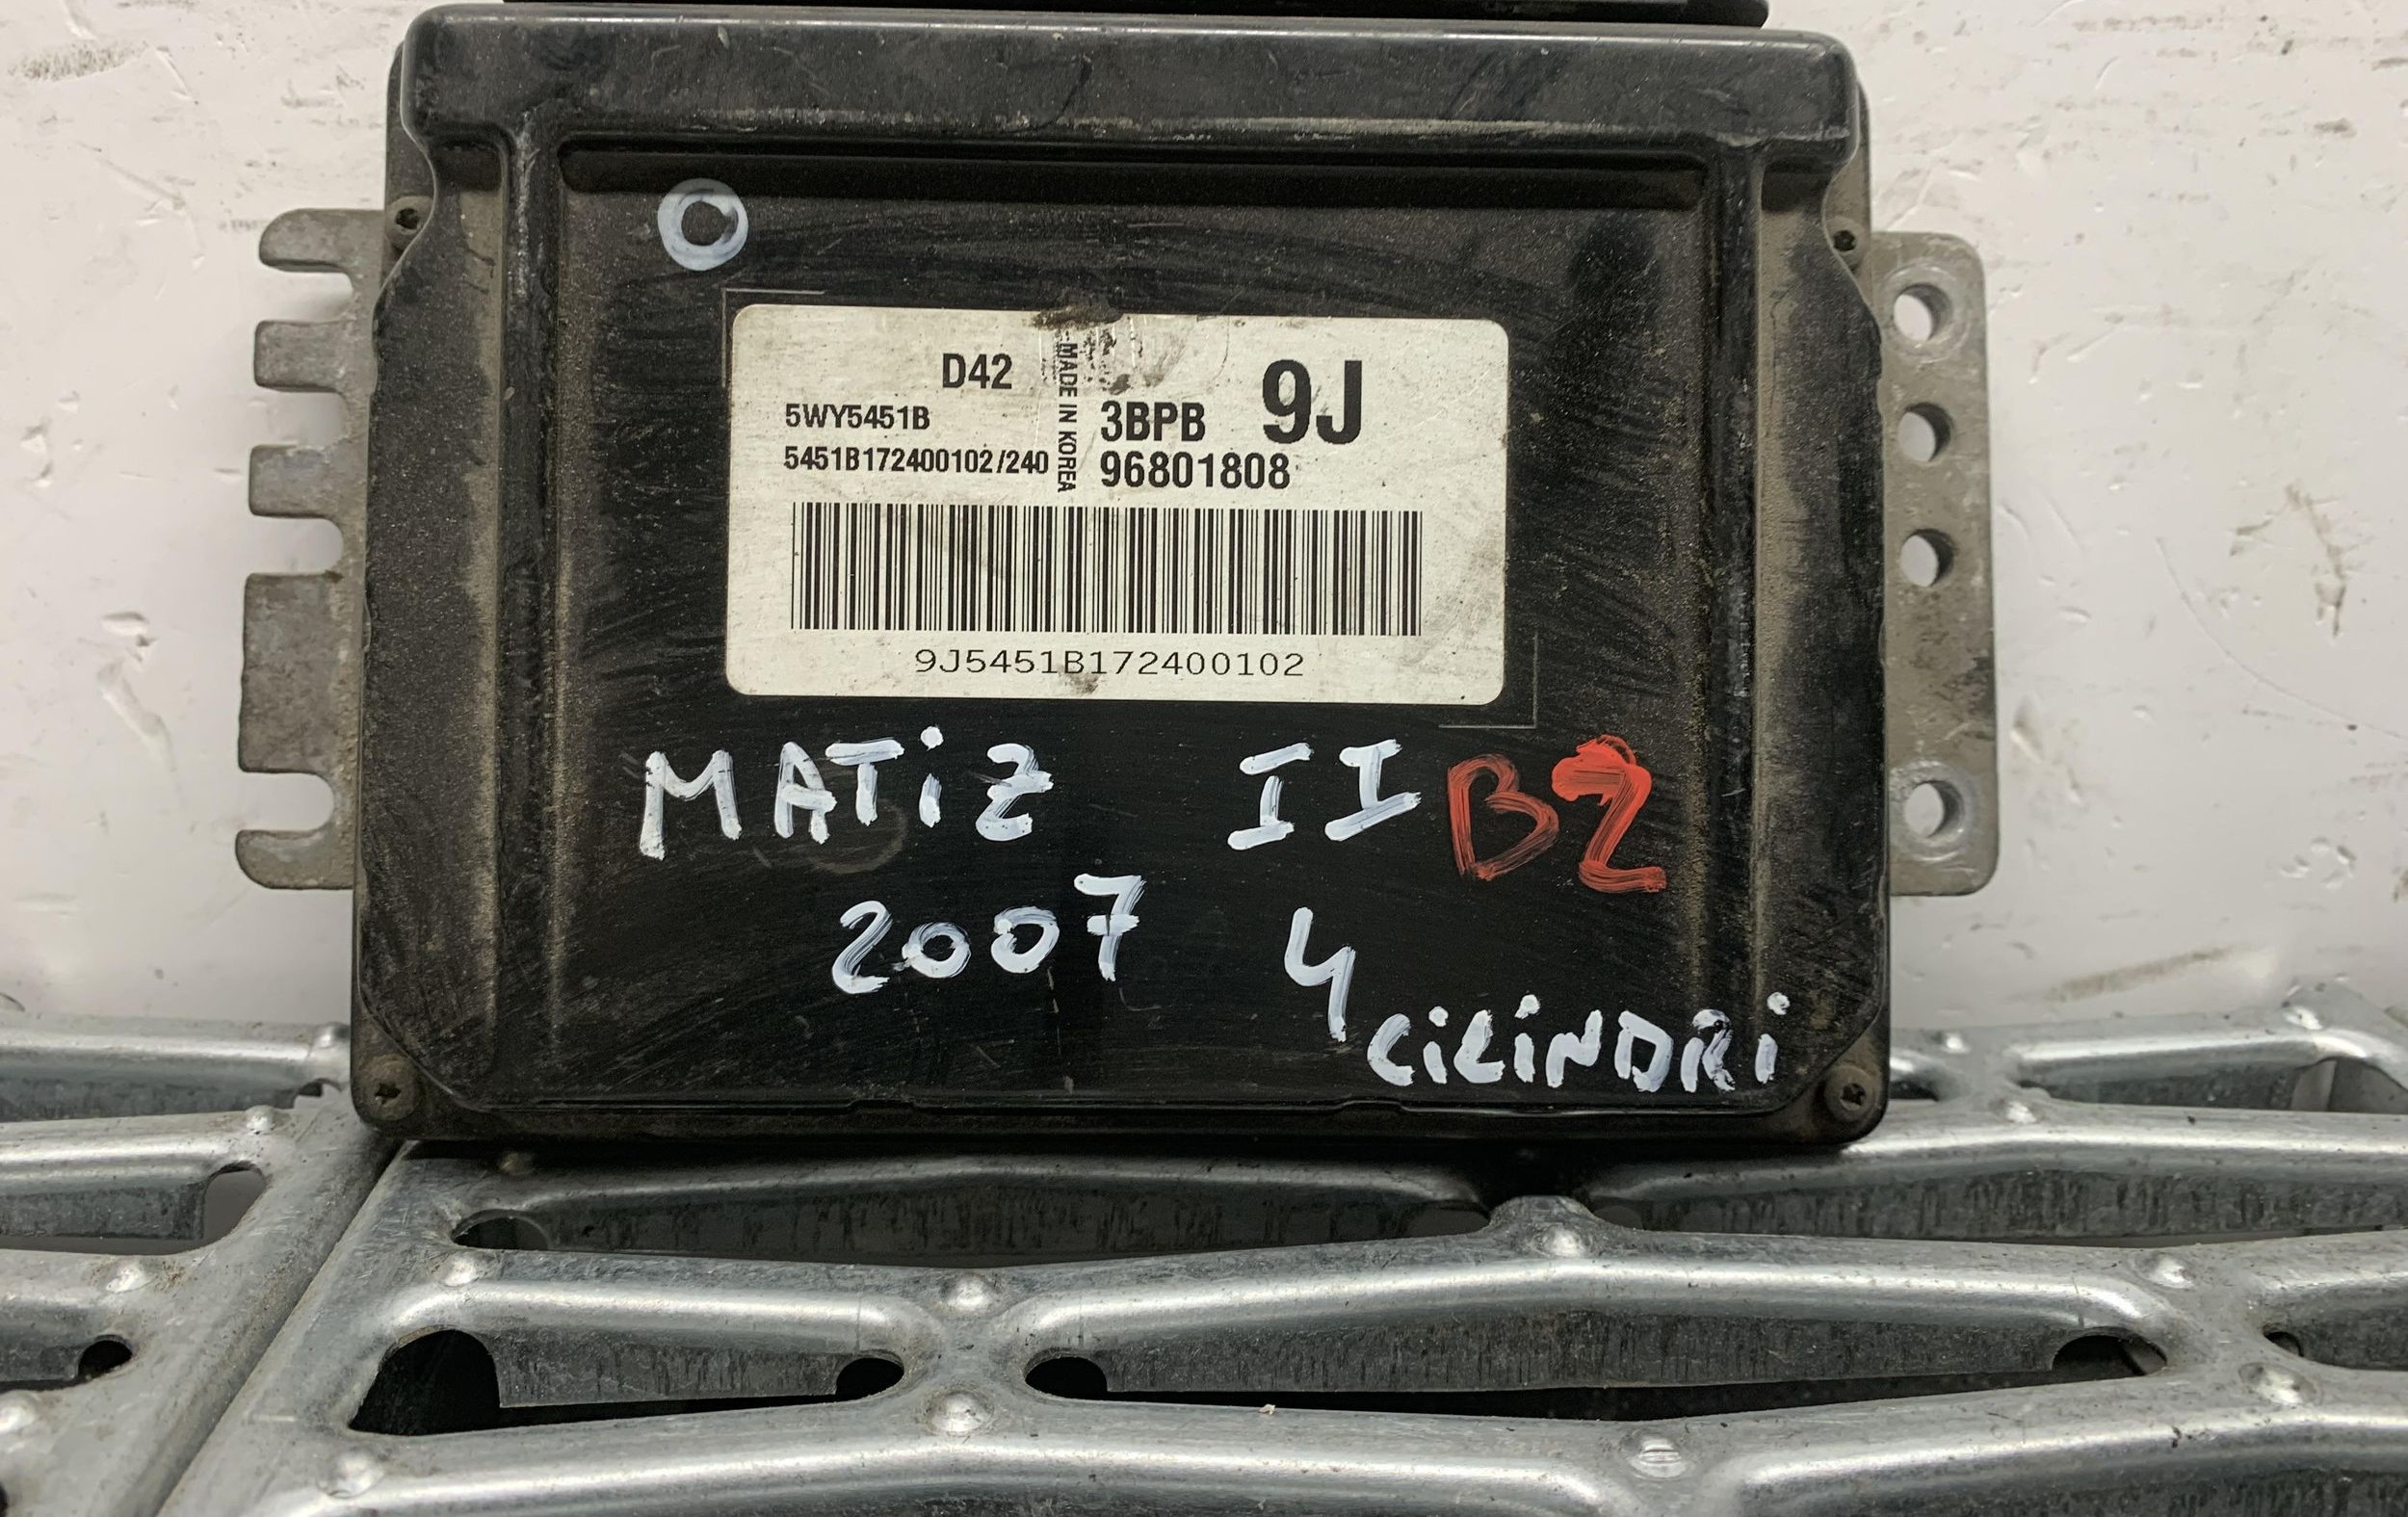 D42
MADE IN KOREA
5WY5451B
3BPB 9J
5451B172400102/240
96801808
9J5451B172400102
MATiZ II B2
2007 4
CiLiNDRi